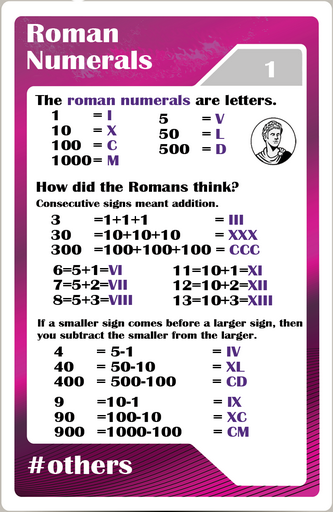 Roman
Numerals
1
The roman numerals are letters.
1 = I 5 = V
10 = X 50 = L
100 = C 500 = D
1000= M
How did the Romans think?
Consecutive signs meant addition.
3 =1+1+1 = III
30 =10+10+10 = XXX
300 =100+100+100 = CCC
6=5+1=VI 11=10+1=XI
7=5+2=VII 12=10+2=XII
8=5+3=VIII 13=10+3=XIII
If a smaller sign comes before a larger sign, then
you subtract the smaller from the larger.
4 = 5-1 = IV
40 = 50-10 = XL
400 = 500-100 = CD
9 =10-1 = IX
90 =100-10 = XC
900 =1000-100 = CM
#others